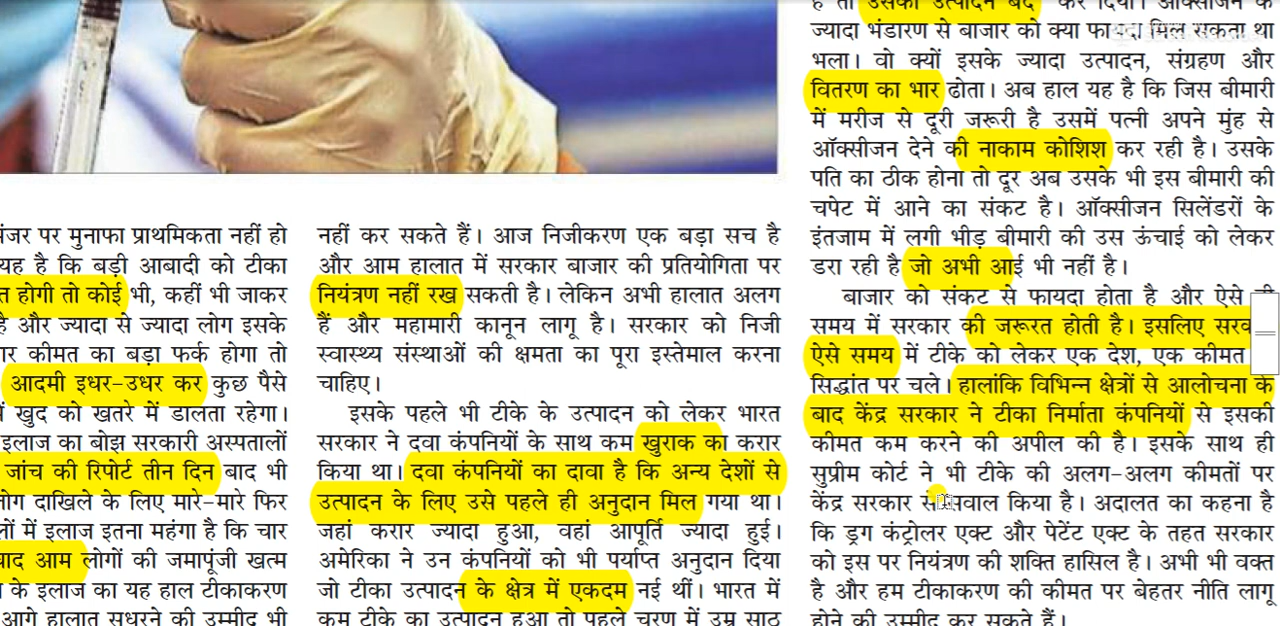 मंजर पर मुनाफा प्राथमिकता नहीं हो
यह है कि बड़ी आबादी को टीका
होगी तो कोई भी, कहीं भी जाकर
है और ज्यादा से ज्यादा लोग इसके
कीमत का बड़ा फर्क होगा तो
आदमी इधर-उधर कर कुछ पैसे
खुद को खतरे में डालता रहेगा।
इलाज का बोझ सरकारी अस्पतालों
जांच की रिपोर्ट तीन दिन बाद भी
लोग दाखिले के लिए मारे-मारे फिर
में इलाज इतना महंगा है कि चार
बाद आम लोगों की जमापूंजी खत्म
के इलाज का यह हाल टीकाकरण
आगे हालात सुधरने की उम्मीद भी
नहीं कर सकते हैं। आज निजीकरण एक बड़ा सच है
और आम हालात में सरकार बाजार की प्रतियोगिता पर
नियंत्रण नहीं रख सकती है। लेकिन अभी हालात अलग
हैं और महामारी कानून लागू है। सरकार को निजी
स्वास्थ्य संस्थाओं की क्षमता का पूरा इस्तेमाल करना
चाहिए।
इसके पहले भी टीके के उत्पादन को लेकर भारत
सरकार ने दवा कंपनियों के साथ कम खुराक का करार
किया था। दवा कंपनियों का दावा है कि अन्य देशों से
उत्पादन के लिए उसे पहले ही अनुदान मिल गया था।
जहां करार ज्यादा हुआ, वहां आपूर्ति ज्यादा हुई।
अमेरिका ने उन कंपनियों को भी पर्याप्त अनुदान दिया
जो टीका उत्पादन के क्षेत्र में एकदम नई थीं। भारत में
कम टीके का उत्पादन हुआ तो पहले चरण में उम्र साठ
है तो उसका उत्पादन बंद कर दिया। ऑक्सीजन के
ज्यादा भंडारण से बाजार को क्या फायदा मिल सकता था
भला। वो क्यों इसके ज्यादा उत्पादन, संग्रहण और
वितरण का भार ढोता। अब हाल यह है कि जिस बीमारी
में मरीज से दूरी जरूरी है उसमें पत्नी अपने मुंह से
ऑक्सीजन देने की नाकाम कोशिश कर रही है। उसके
पति का ठीक होना तो दूर अब उसके भी इस बीमारी की
चपेट में आने का संकट है। ऑक्सीजन सिलेंडरों के
इंतजाम में लगी भीड़ बीमारी की उस ऊंचाई को लेकर
डरा रही है जो अभी आई भी नहीं है।
बाजार को संकट से फायदा होता है और ऐसे ही
समय में सरकार की जरूरत होती है। इसलिए
ऐसे समय में टीके को लेकर एक देश, एक कीमत
सिद्धांत पर चले। हालांकि विभिन्न क्षेत्रों से आलोचना के
बाद केंद्र सरकार ने टीका निर्माता कंपनियों से इसकी
कीमत कम करने की अपील की है। इसके साथ ही
सुप्रीम कोर्ट ने भी टीके की अलग-अलग कीमतों पर
केंद्र सरकार से सवाल किया है। अदालत का कहना है
कि ड्रग कंट्रोलर एक्ट और पेटेंट एक्ट के तहत सरकार
को इस पर नियंत्रण की शक्ति हासिल है। अभी भी वक्त
है और हम टीकाकरण की कीमत पर बेहतर नीति लागू
होने की उम्मीद कर सकते हैं।